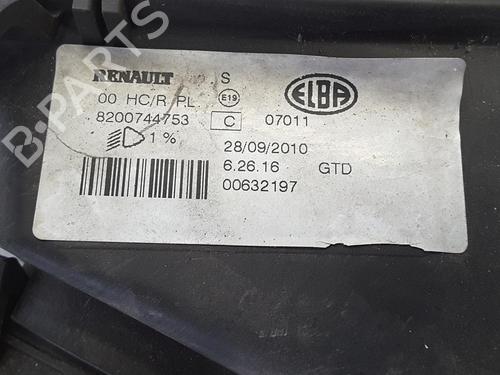 RENAULT S
00 HC/R PL E19 ELBA
8200744753 C 07011
1 %
28/09/2010
6.26.16 GTD
00632197
B-PARTS